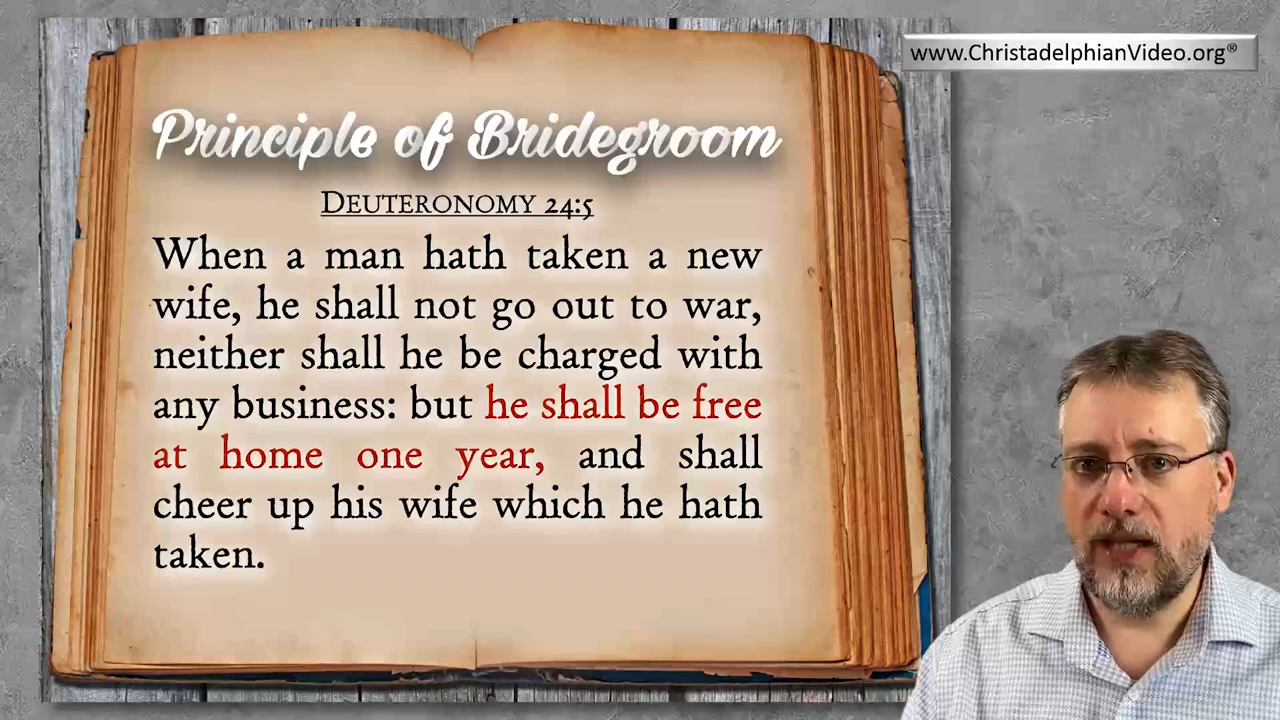 www.ChristadelphianVideo.org®
Principle of Bridegroom
DEUTERONOMY 24:5
When a man hath taken a new
wife, he shall not go out to war,
neither shall he be charged with
any business: but he shall be free
at home one year, and shall
cheer up his wife which he hath
taken.